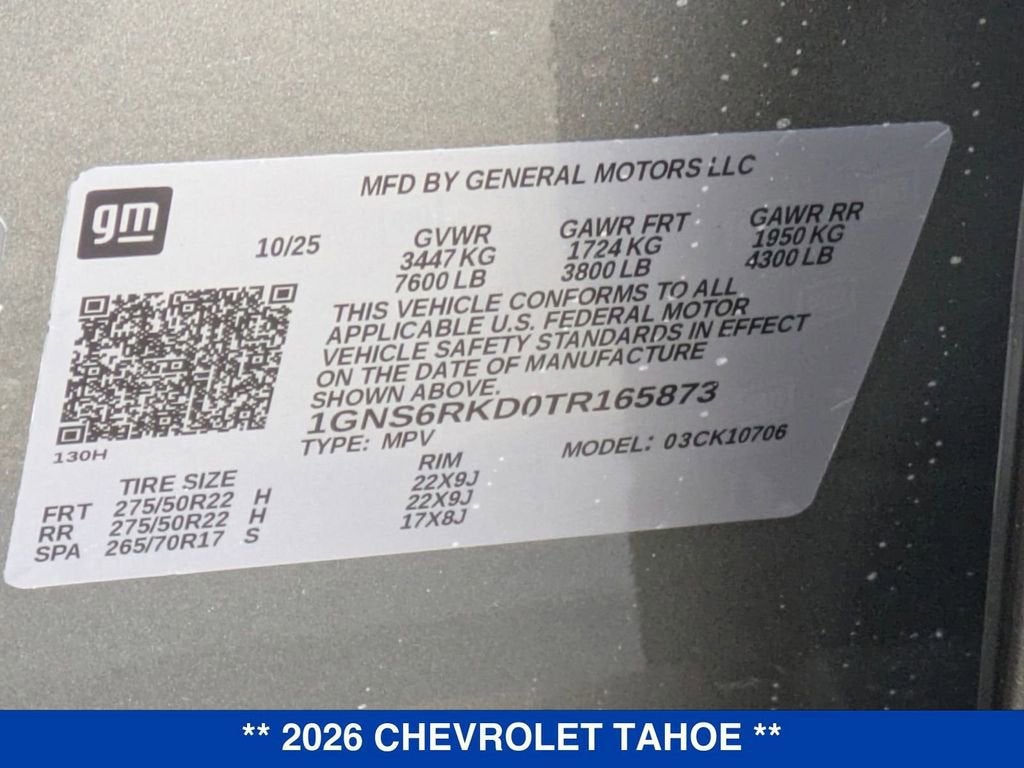 MFD BY GENERAL MOTORS LLC
gm
10/25 GVWR GAWR FRT GAWR RR
3447 KG 1724 KG 1950 KG
7600 LB 3800 LB 4300 LB
THIS VEHICLE CONFORMS TO ALL
APPLICABLE U.S. FEDERAL MOTOR
VEHICLE SAFETY STANDARDS IN EFFECT
ON THE DATE OF MANUFACTURE
SHOWN ABOVE.
1GNS6RKD0TR165873
TYPE: MPV MODEL: 03CK10706
130H
TIRE SIZE RIM
FRT 275/50R22 H 22X9J
RR 275/50R22 H 22X9J
SPA 265/70R17 S 17X8J
** 2026 CHEVROLET TAHOE **